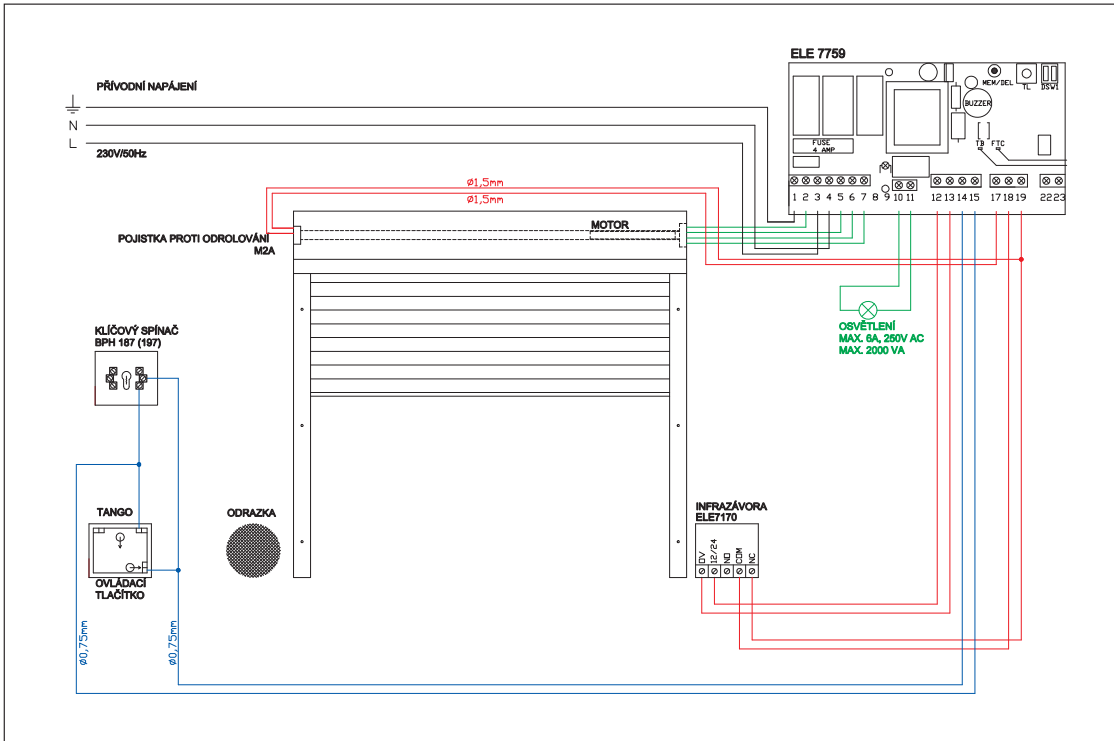 ELE 7759
PŘÍVODNÍ NAPÁJENÍ
N
L
230V/50Hz
MEM/DEL
TL
DSW1
BUZZER
FUSE
4 AMP
TB
FTC
1 2 3 4 5 6 7 8 9 10 11 12 13 14 15 17 18 19 22 23
Ø1,5mm
Ø1,5mm
MOTOR
POJISTKA PROTI ODROLOVÁNÍ
M2A
OSVĚTLENÍ
MAX. 6A, 250V AC
MAX. 2000 VA
KLÍČOVÝ SPÍNAČ
BPH 187 (197)
TANGO
OVLÁDACÍ
TLAČÍTKO
ODRAZKA
INFRAZÁVORA
ELE7170
0V
12/24
NO
COM
NC
Ø0,75mm
Ø0,75mm